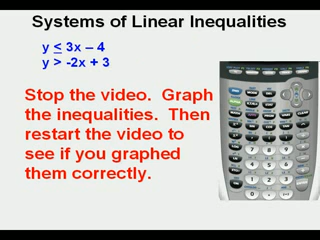 Systems of Linear Inequalities
y ≤ 3x – 4
y > -2x + 3
Stop the video. Graph
the inequalities. Then
restart the video to
see if you graphed
them correctly.